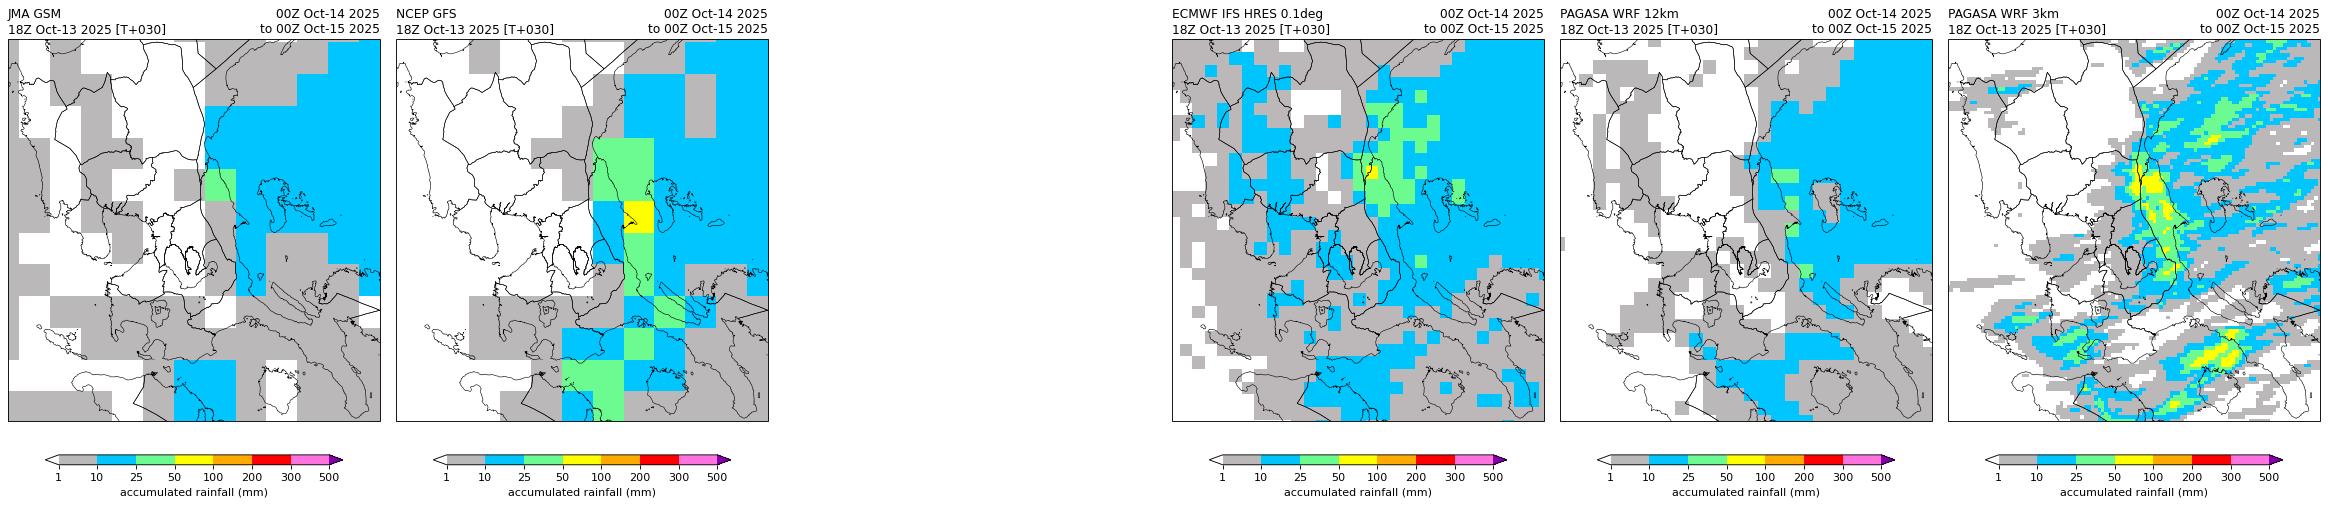 JMA GSM 00Z Oct-14 2025
18Z Oct-13 2025 [T+030] to 00Z Oct-15 2025
1 10 25 50 100 200 300 500
accumulated rainfall (mm)
NCEP GFS 00Z Oct-14 2025
18Z Oct-13 2025 [T+030] to 00Z Oct-15 2025
1 10 25 50 100 200 300 500
accumulated rainfall (mm)
ECMWF IFS HRES 0.1deg 00Z Oct-14 2025
18Z Oct-13 2025 [T+030] to 00Z Oct-15 2025
1 10 25 50 100 200 300 500
accumulated rainfall (mm)
PAGASA WRF 12km 00Z Oct-14 2025
18Z Oct-13 2025 [T+030] to 00Z Oct-15 2025
1 10 25 50 100 200 300 500
accumulated rainfall (mm)
PAGASA WRF 3km 00Z Oct-14 2025
18Z Oct-13 2025 [T+030] to 00Z Oct-15 2025
1 10 25 50 100 200 300 500
accumulated rainfall (mm)